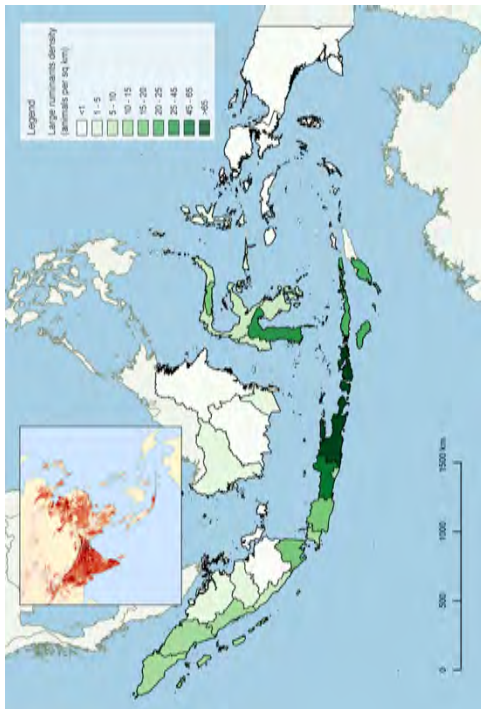 Legend
Large ruminants density
(animals per sq km)
<1
1 - 5
5 - 10
10 - 15
15 - 20
20 - 25
25 - 45
45 - 65
>65
0 500 1000 1500 km